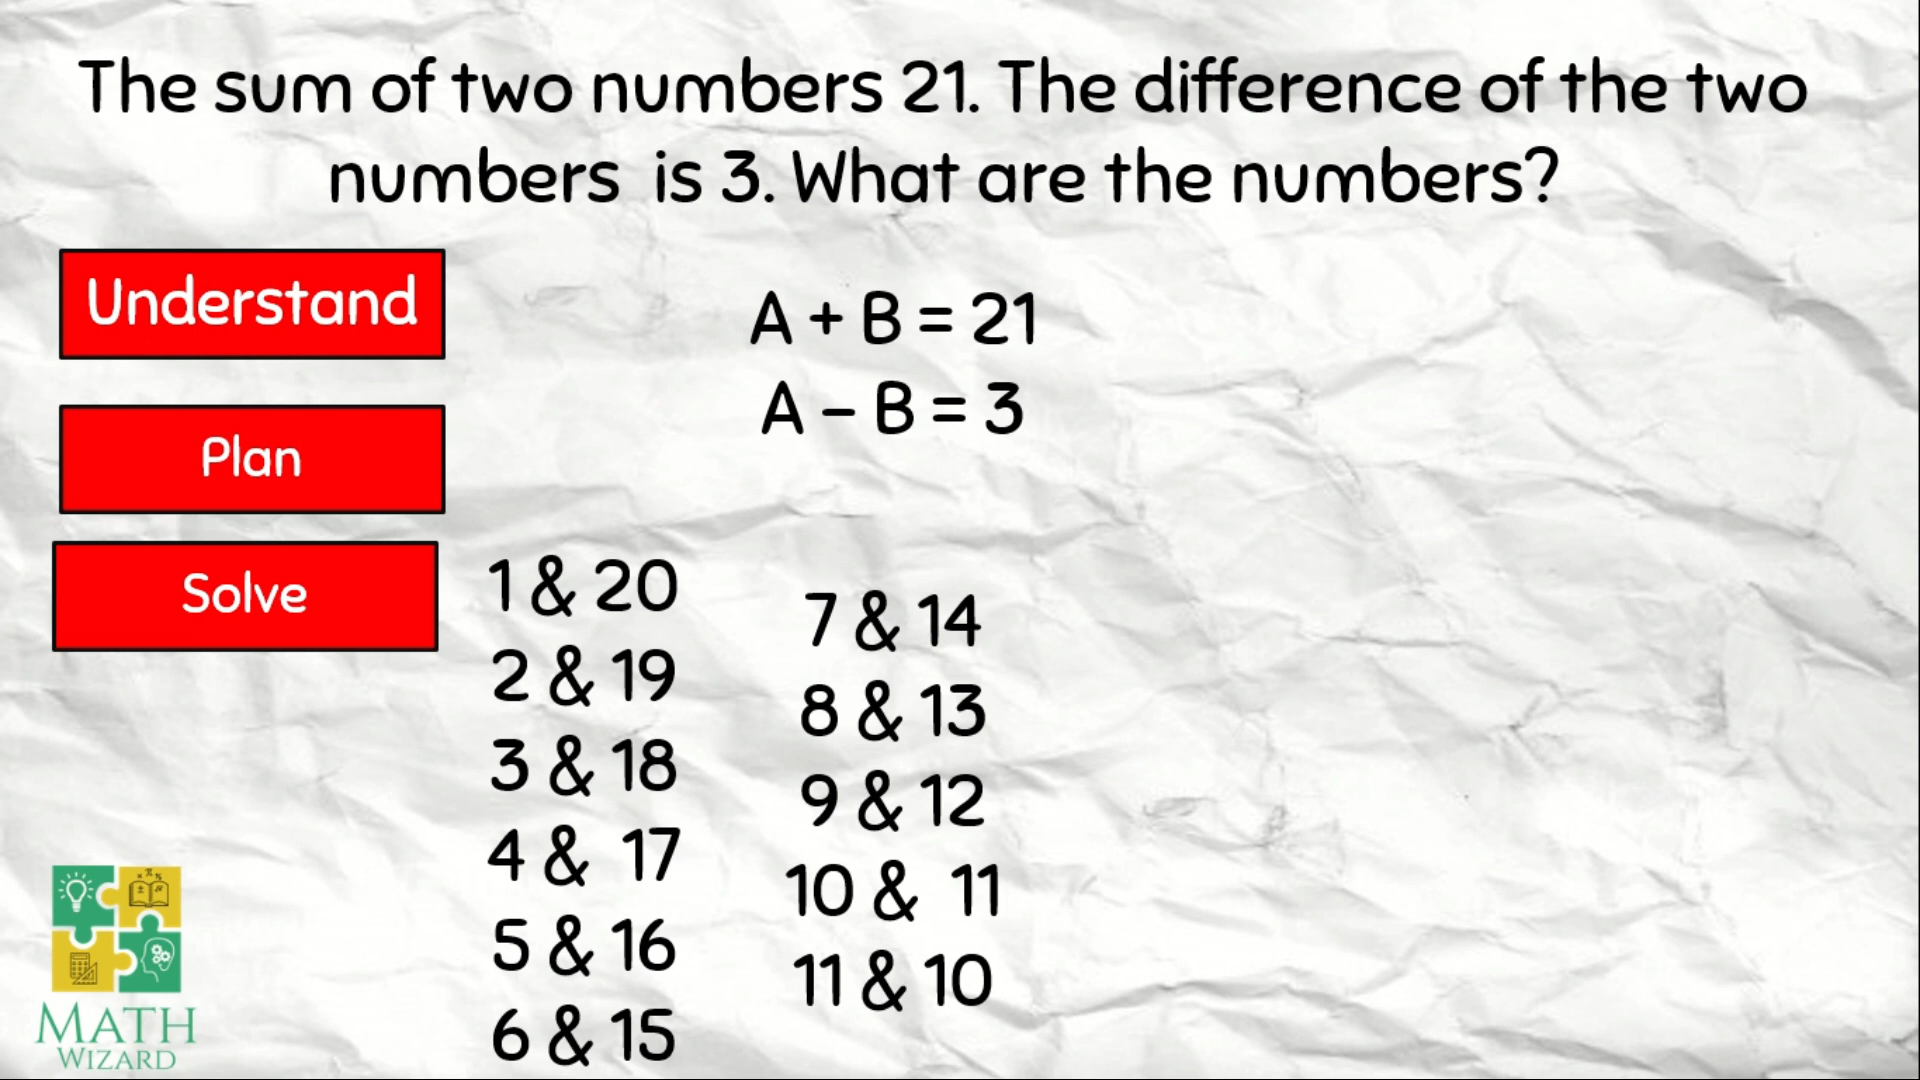 The sum of two numbers 21. The difference of the two
numbers is 3. What are the numbers?
Understand
A + B = 21
A – B = 3
Plan
Solve
1 & 20
2 & 19
3 & 18
4 & 17
5 & 16
6 & 15
7 & 14
8 & 13
9 & 12
10 & 11
11 & 10
MATH
WIZARD